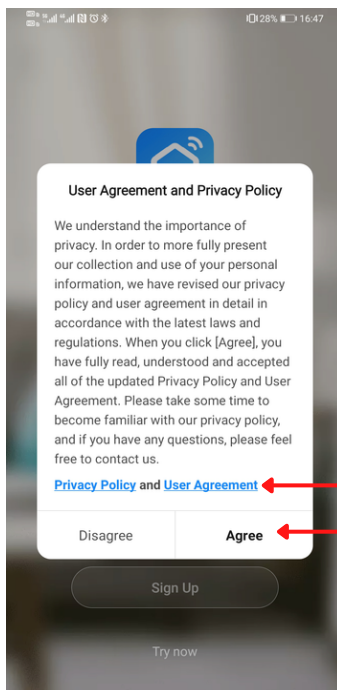 28% 16:47
User Agreement and Privacy Policy
We understand the importance of
privacy. In order to more fully present
our collection and use of your personal
information, we have revised our privacy
policy and user agreement in detail in
accordance with the latest laws and
regulations. When you click [Agree], you
have fully read, understood and accepted
all of the updated Privacy Policy and User
Agreement. Please take some time to
become familiar with our privacy policy,
and if you have any questions, please feel
free to contact us.
Privacy Policy and User Agreement
Disagree Agree
Sign Up
Try now